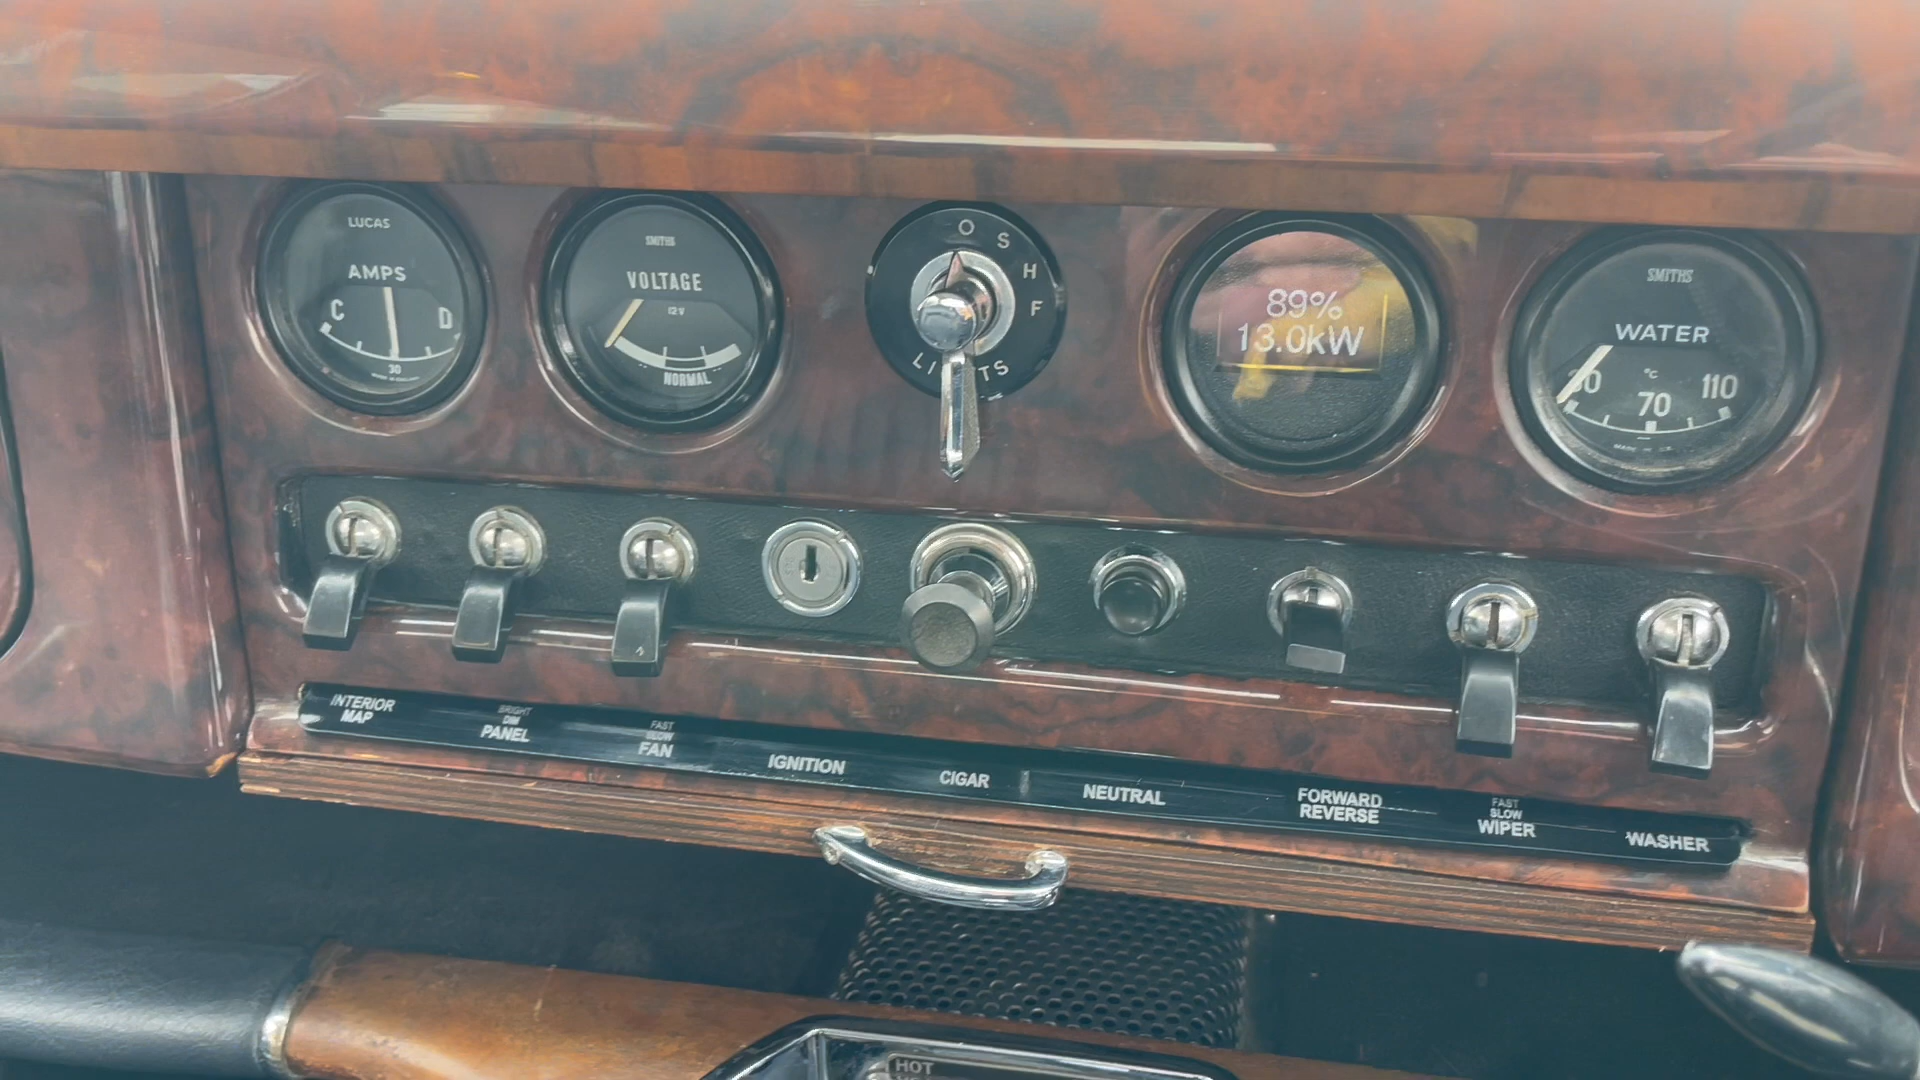 LUCAS
AMPS
C
D
30
SMITHS
VOLTAGE
12V
NORMAL
O
S
H
F
89%
13.0kW
SMITHS
WATER
°C
70
110
INTERIOR
MAP
BRIGHT
DIM
PANEL
FAST
SLOW
FAN
IGNITION
CIGAR
NEUTRAL
FORWARD
REVERSE
FAST
SLOW
WIPER
WASHER
HOT